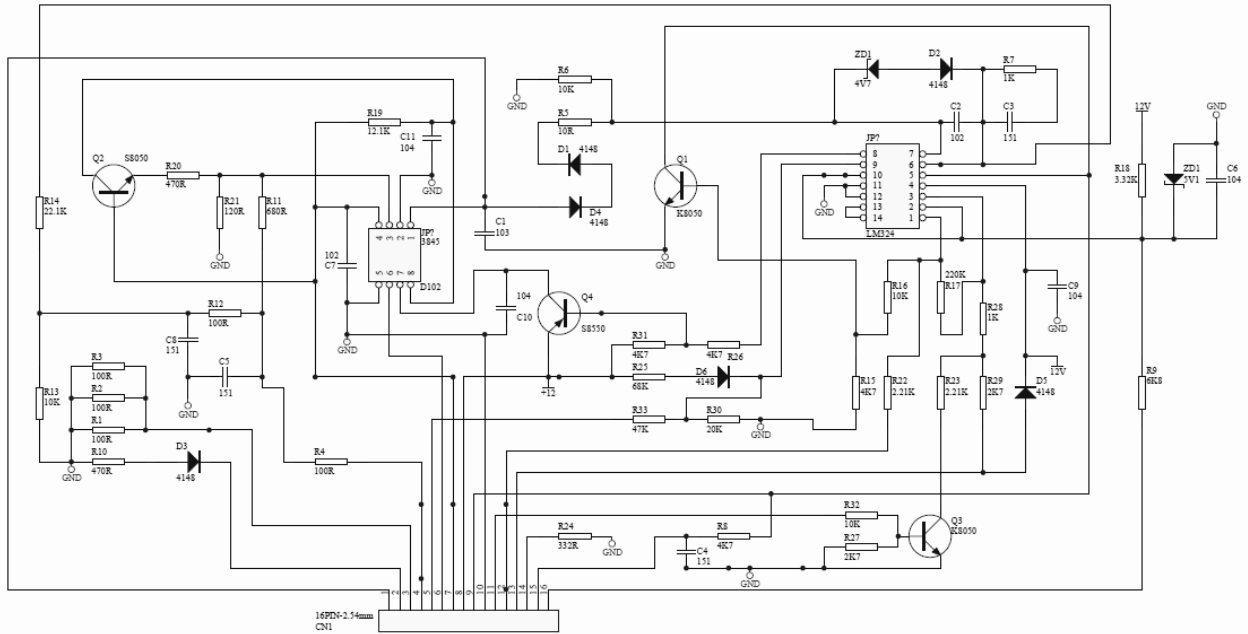 ZD1
4V7
D2
4148
R7
1K
R6
10K
GND
R5
10R
C2
102
C3
151
12V
GND
R19
12.1K
C11
104
GND
D1 4148
D4
4148
Q1
K8050
JP?
8 7
9 6
10 5
11 4
12 3
13 2
14 1
LM324
GND
R18
3.32K
ZD1
5V1
C6
104
Q2
S8050
R20
470R
R14
22.1K
R21
120R
R11
680R
GND
4 3 2 1
JP?
3845
5 6 7 8
D102
102
C7
GND
C1
103
GND
104
C10
Q4
S8550
R16
10K
220K
R17
R28
1K
C9
104
GND
R12
100R
C8
151
C5
151
GND
R3
100R
R2
100R
R1
100R
R10
470R
R13
10K
GND
D3
4148
R4
100R
R31
4K7
4K7
R26
R25
68K
D6
4148
+12
R33
47K
R30
20K
GND
R15
4K7
R22
2.21K
R23
2.21K
R29
2K7
12V
D5
4148
R9
6K8
R24
332R
GND
R8
4K7
C4
151
GND
R32
10K
R27
2K7
Q3
K8050
1 2 3 4 5 6 7 8 9 10 11 12 13 14 15 16
16PIN-2.54mm
CN1